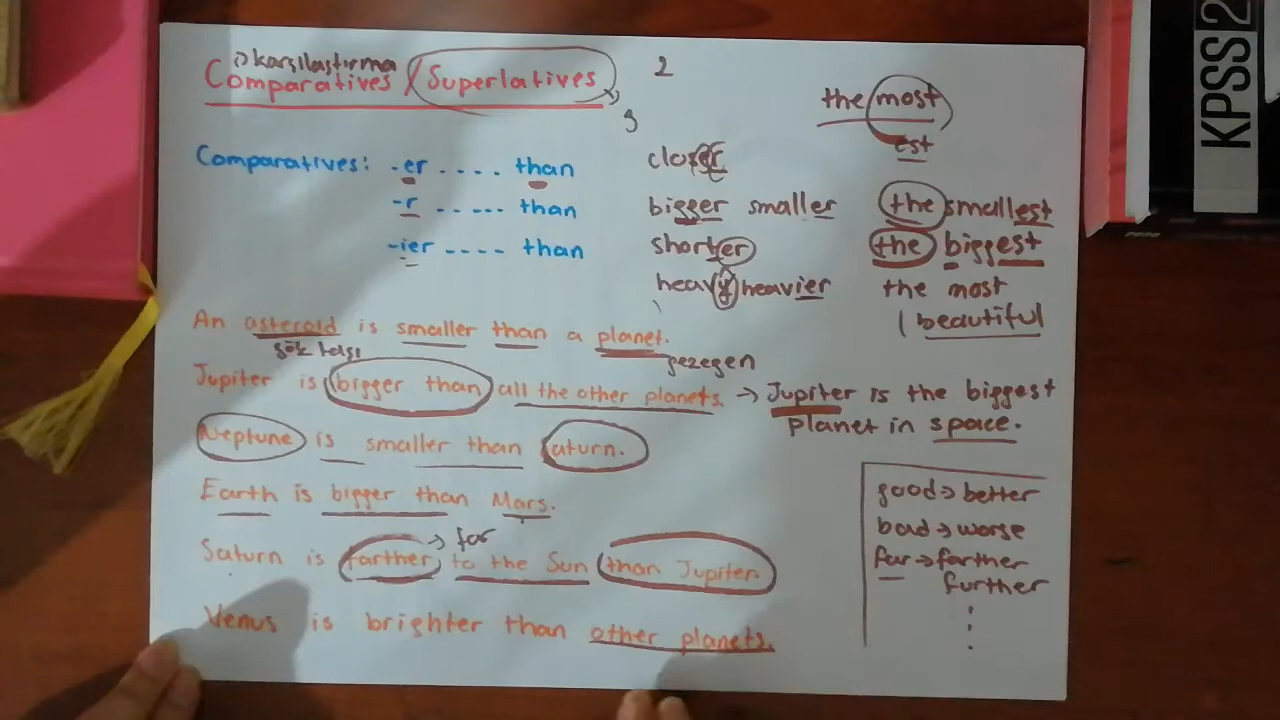 karşılaştırma
Comparatives / Superlatives
2
3
the most
est
Comparatives: -er .... than
-r ..... than
-ier .... than
closer
bigger smaller
shorter
heavy heavier
the smallest
the biggest
the most
beautiful
An asteroid is smaller than a planet.
gök taşı
gezegen
Jupiter is bigger than all the other planets. → Jupiter is the biggest
planet in space.
Neptune is smaller than Saturn.
Earth is bigger than Mars.
→ far
Saturn is farther to the Sun than Jupiter.
Venus is brighter than other planets.
good → better
bad → worse
far → farther
further
KPSS 2